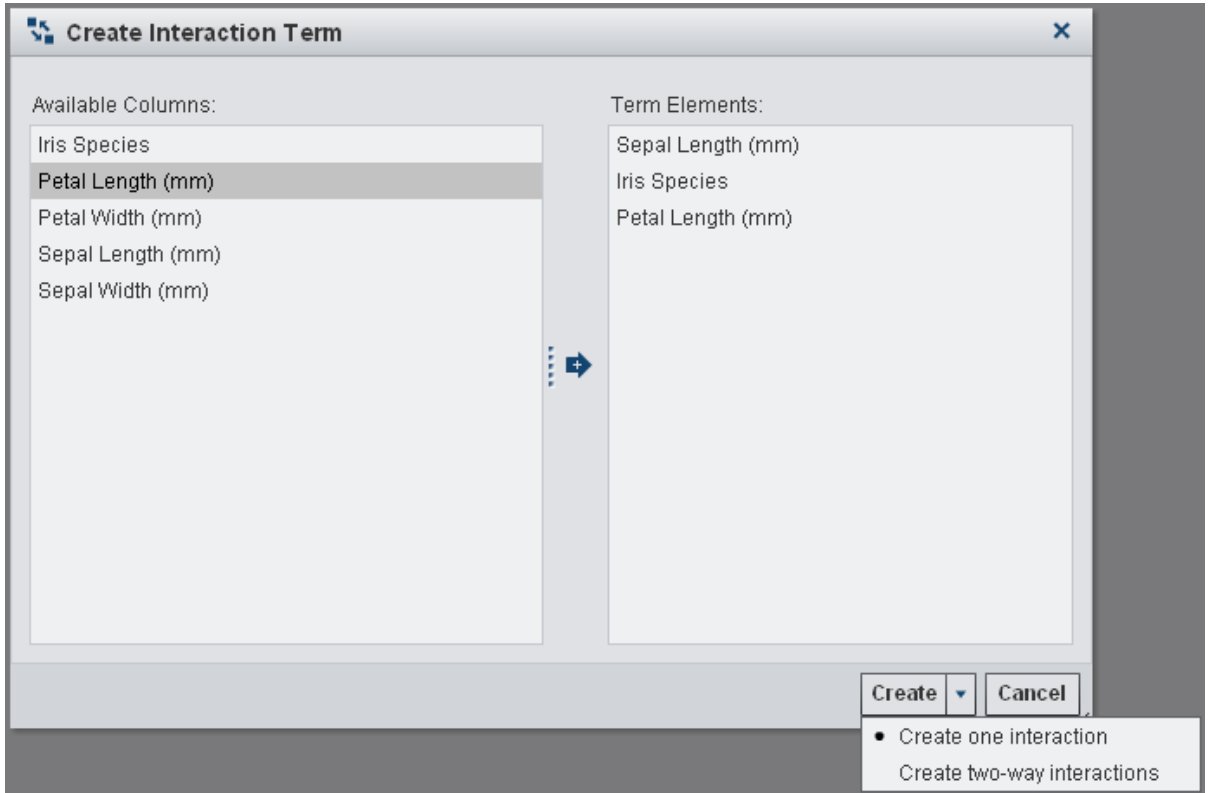 Create Interaction Term
Available Columns:
Iris Species
Petal Length (mm)
Petal Width (mm)
Sepal Length (mm)
Sepal Width (mm)
Term Elements:
Sepal Length (mm)
Iris Species
Petal Length (mm)
Create
Cancel
Create one interaction
Create two-way interactions